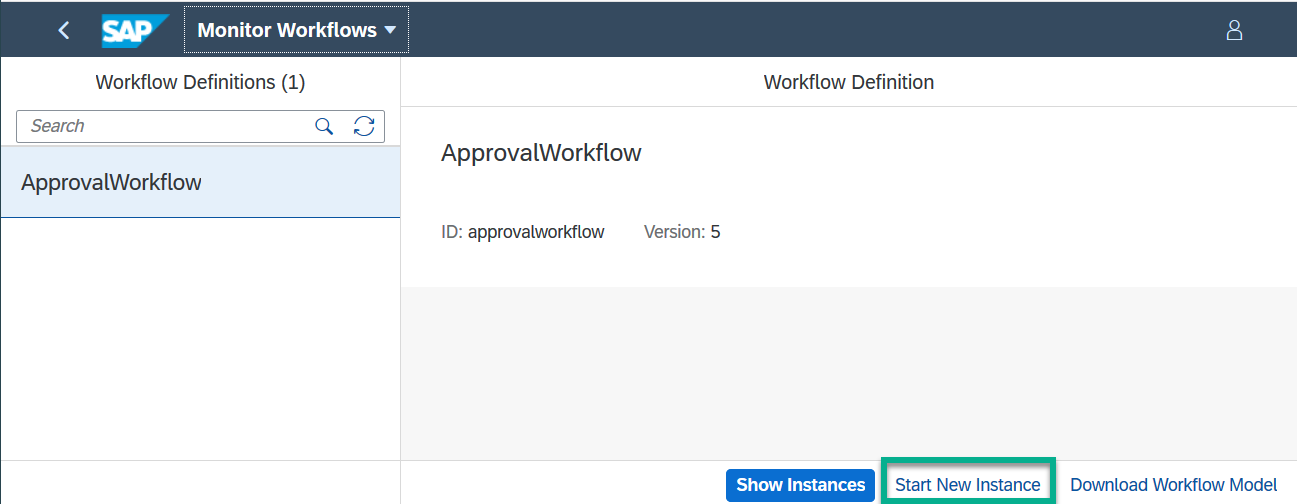 SAP Monitor Workflows
Workflow Definitions (1)
Search
ApprovalWorkflow
Workflow Definition
ApprovalWorkflow
ID: approvalworkflow Version: 5
Show Instances Start New Instance Download Workflow Model